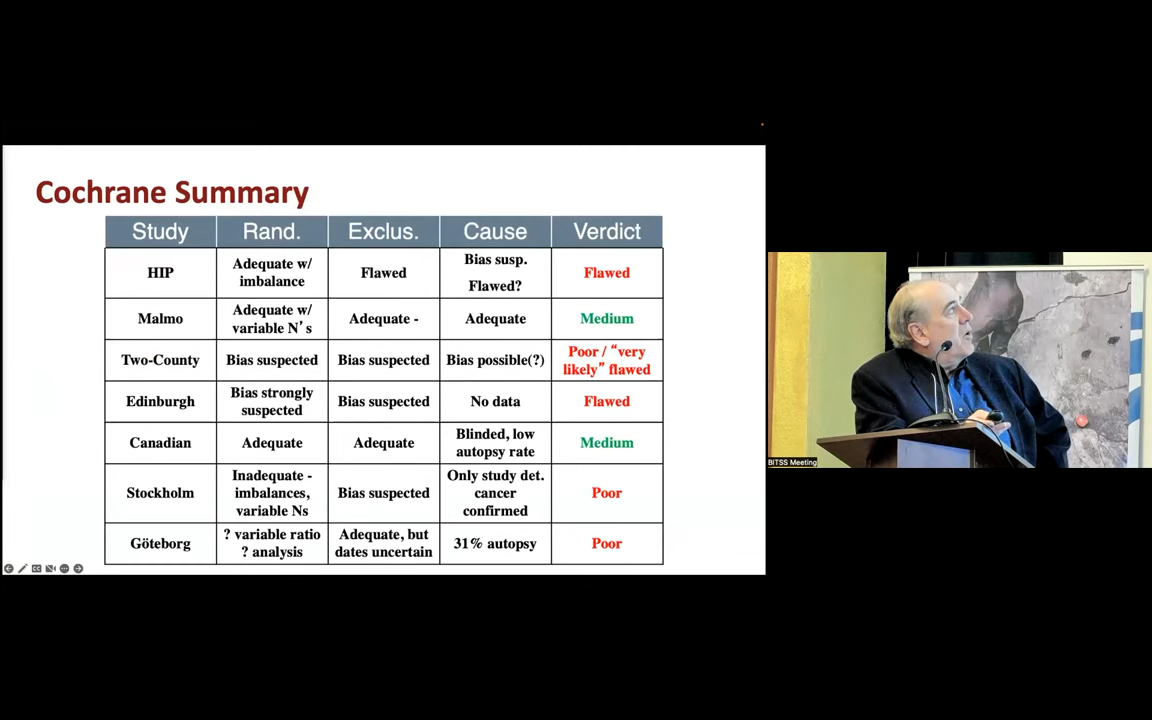 Cochrane Summary
Study Rand. Exclus. Cause Verdict
HIP
Adequate w/
imbalance
Flawed
Bias susp.
Flawed?
Flawed
Malmo
Adequate w/
variable N's
Adequate -
Adequate
Medium
Two-County
Bias suspected
Bias suspected
Bias possible(?)
Poor / "very
likely" flawed
Edinburgh
Bias strongly
suspected
Bias suspected
No data
Flawed
Canadian
Adequate
Adequate
Blinded, low
autopsy rate
Medium
Stockholm
Inadequate -
imbalances,
variable Ns
Bias suspected
Only study det.
cancer
confirmed
Poor
Göteborg
? variable ratio
? analysis
Adequate, but
dates uncertain
31% autopsy
Poor
BITSS Meeting